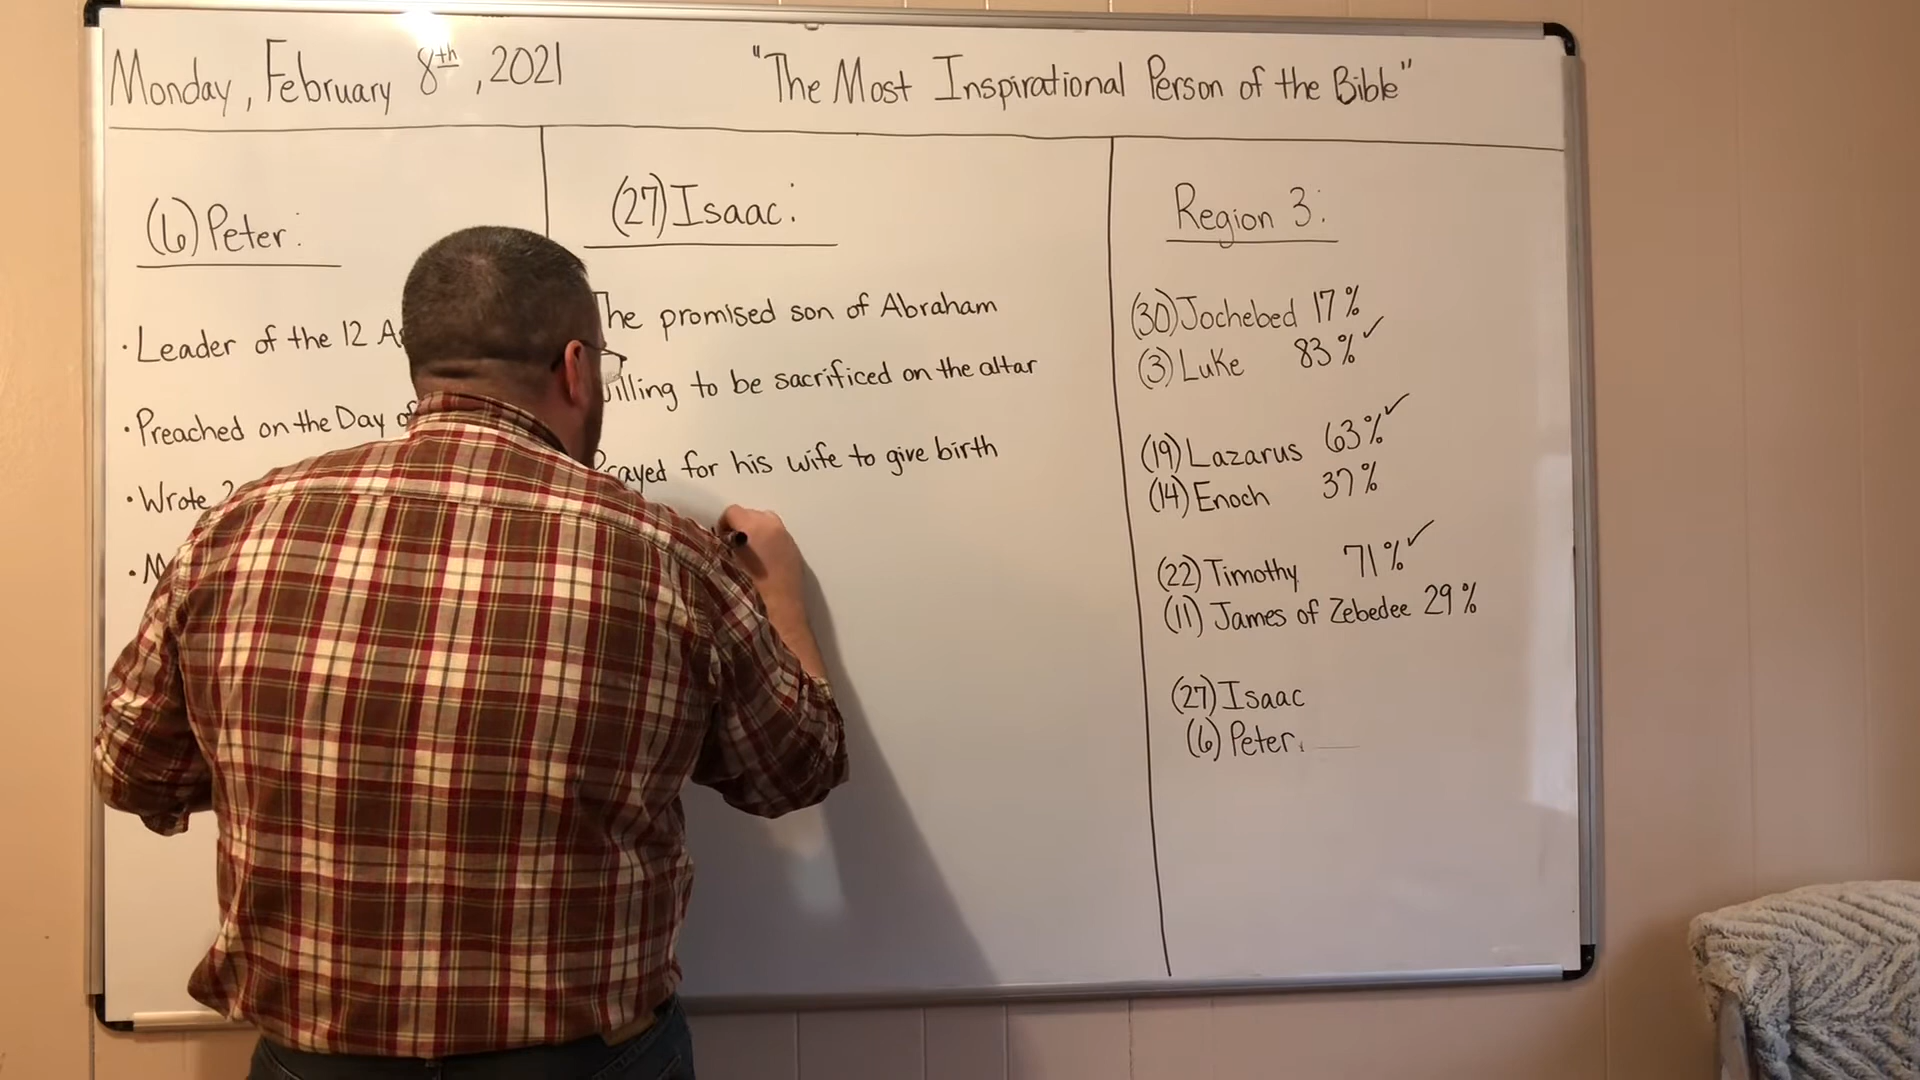 Monday, February 8th, 2021
"The Most Inspirational Person of the Bible"
(6) Peter:
• Leader of the 12
• Preached on the Day of
• Wrote
(27) Isaac:
The promised son of Abraham
willing to be sacrificed on the altar
Prayed for his wife to give birth
Region 3:
(30) Jochebed 17%
(3) Luke 83% ✓
(19) Lazarus 63% ✓
(14) Enoch 37%
(22) Timothy 71% ✓
(11) James of Zebedee 29%
(27) Isaac
(6) Peter